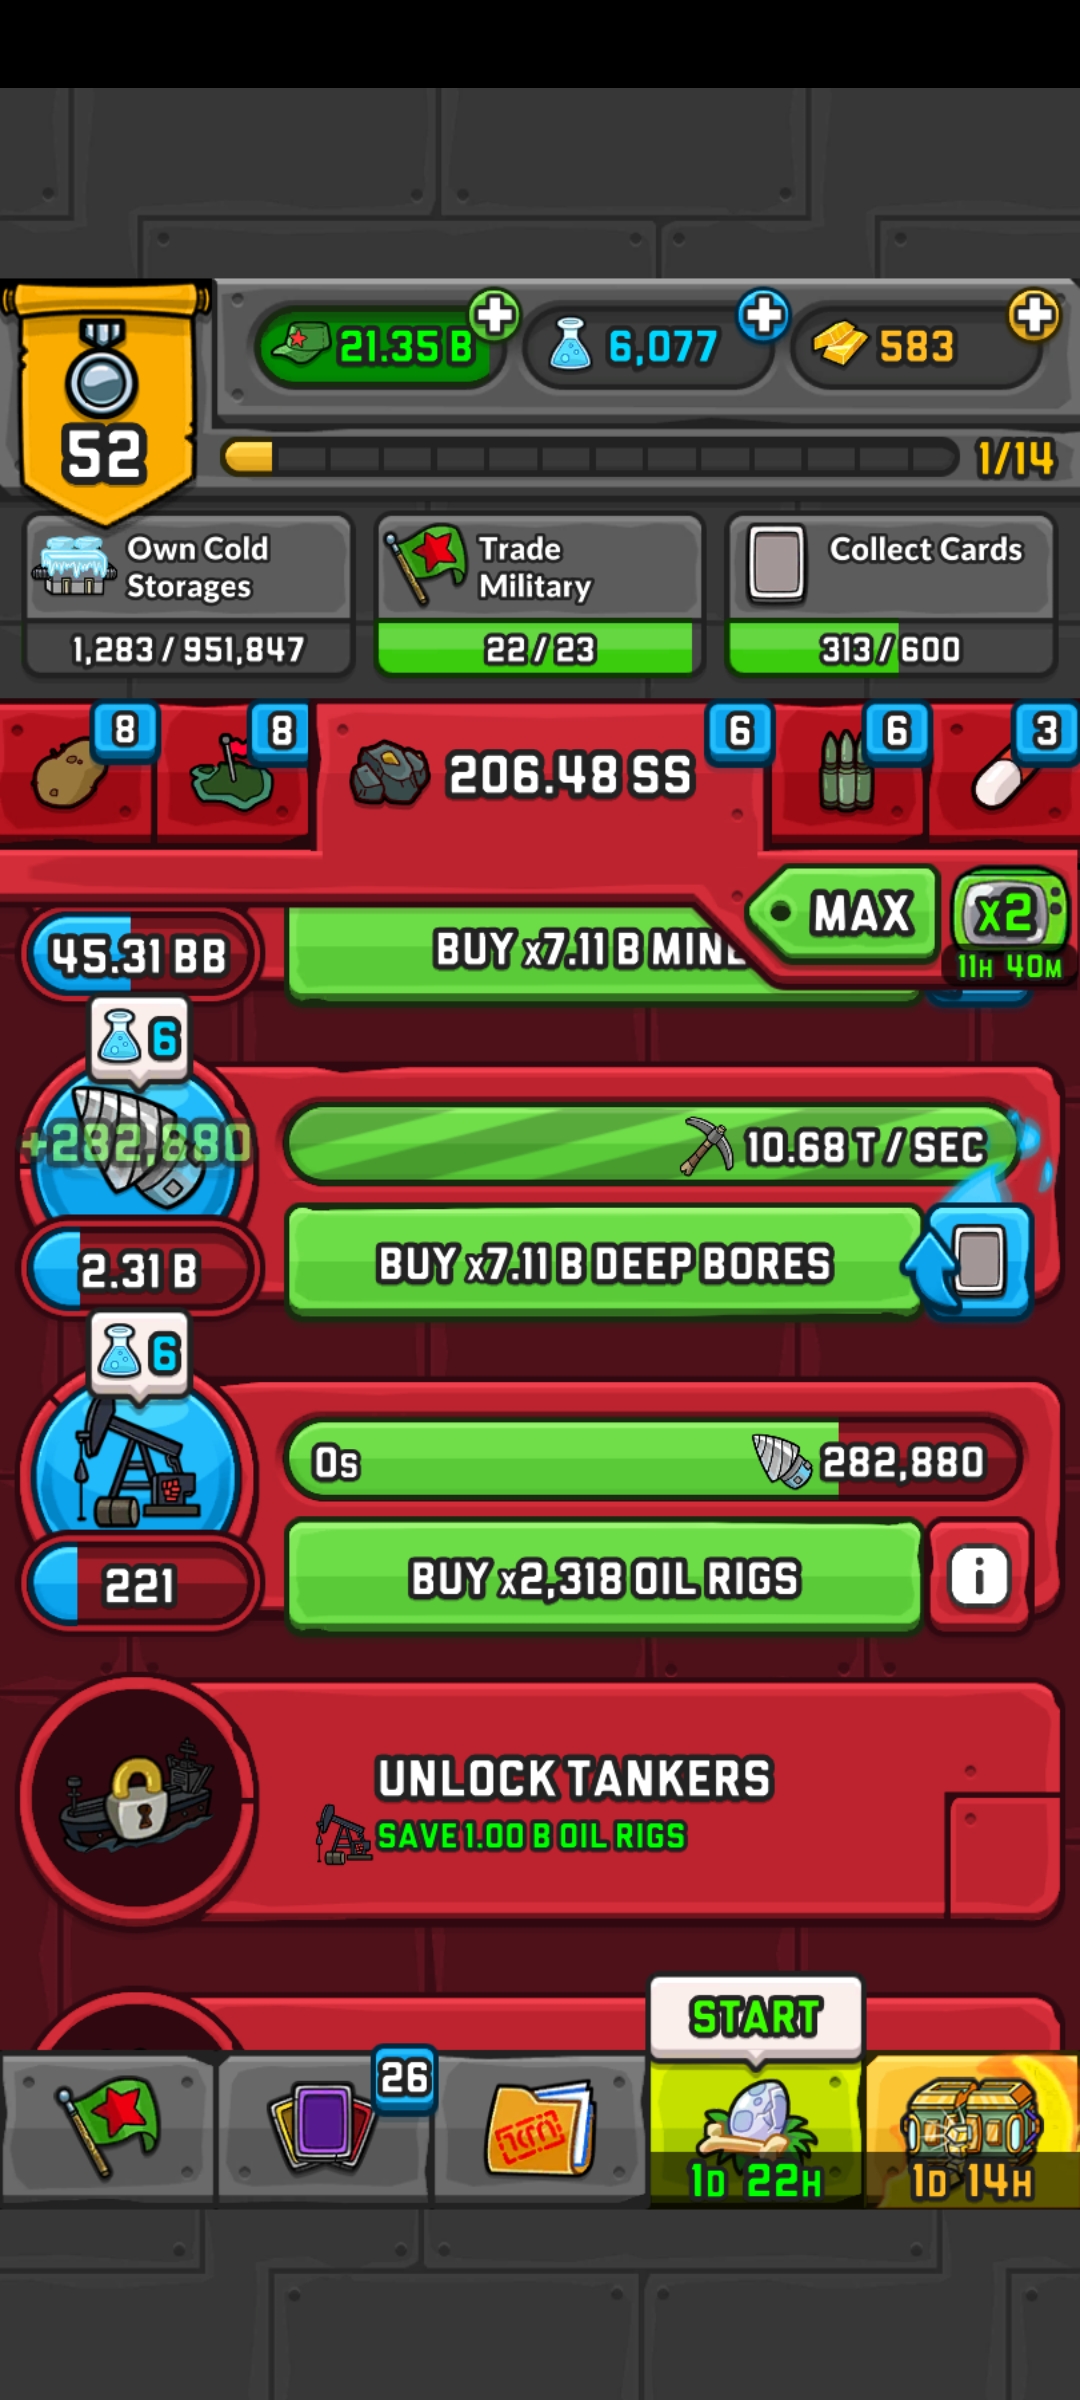 21.35 B
6,077
583
52
1/14
Own Cold
Storages
1,283 / 951,847
Trade
Military
22 / 23
Collect Cards
313 / 600
8
8
206.48 SS
6
6
3
MAX
x2
11H 40M
45.31 BB
BUY x7.11 B MINE
6
+282,880
10.68 T / SEC
2.31 B
BUY x7.11 B DEEP BORES
6
0s
282,880
221
BUY x2,318 OIL RIGS
i
UNLOCK TANKERS
SAVE 1.00 B OIL RIGS
START
26
1D 22H
1D 14H